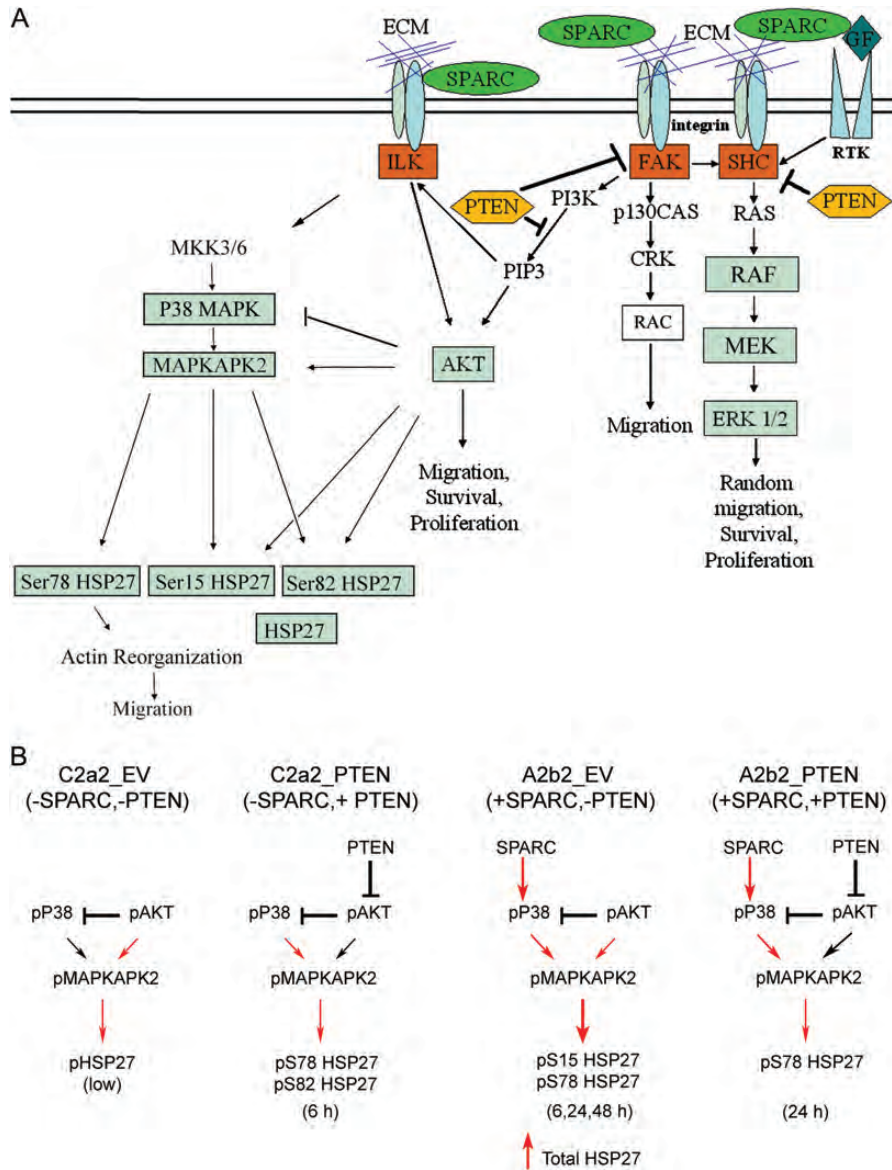 A
ECM
SPARC
SPARC
ECM
SPARC
GF
integrin
RTK
ILK
FAK
SHC
PTEN
PI3K
p130CAS
RAS
PTEN
MKK3/6
PIP3
CRK
RAF
P38 MAPK
RAC
MAPKAPK2
AKT
MEK
Migration
ERK 1/2
Migration,
Survival,
Proliferation
Random
migration,
Survival,
Proliferation
Ser78 HSP27
Ser15 HSP27
Ser82 HSP27
HSP27
Actin Reorganization
Migration
B
C2a2_EV
(-SPARC,-PTEN)
pP38
pAKT
pMAPKAPK2
pHSP27
(low)
C2a2_PTEN
(-SPARC,+ PTEN)
PTEN
pP38
pAKT
pMAPKAPK2
pS78 HSP27
pS82 HSP27
(6 h)
A2b2_EV
(+SPARC,-PTEN)
SPARC
pP38
pAKT
pMAPKAPK2
pS15 HSP27
pS78 HSP27
(6,24,48 h)
Total HSP27
A2b2_PTEN
(+SPARC,+PTEN)
SPARC
PTEN
pP38
pAKT
pMAPKAPK2
pS78 HSP27
(24 h)